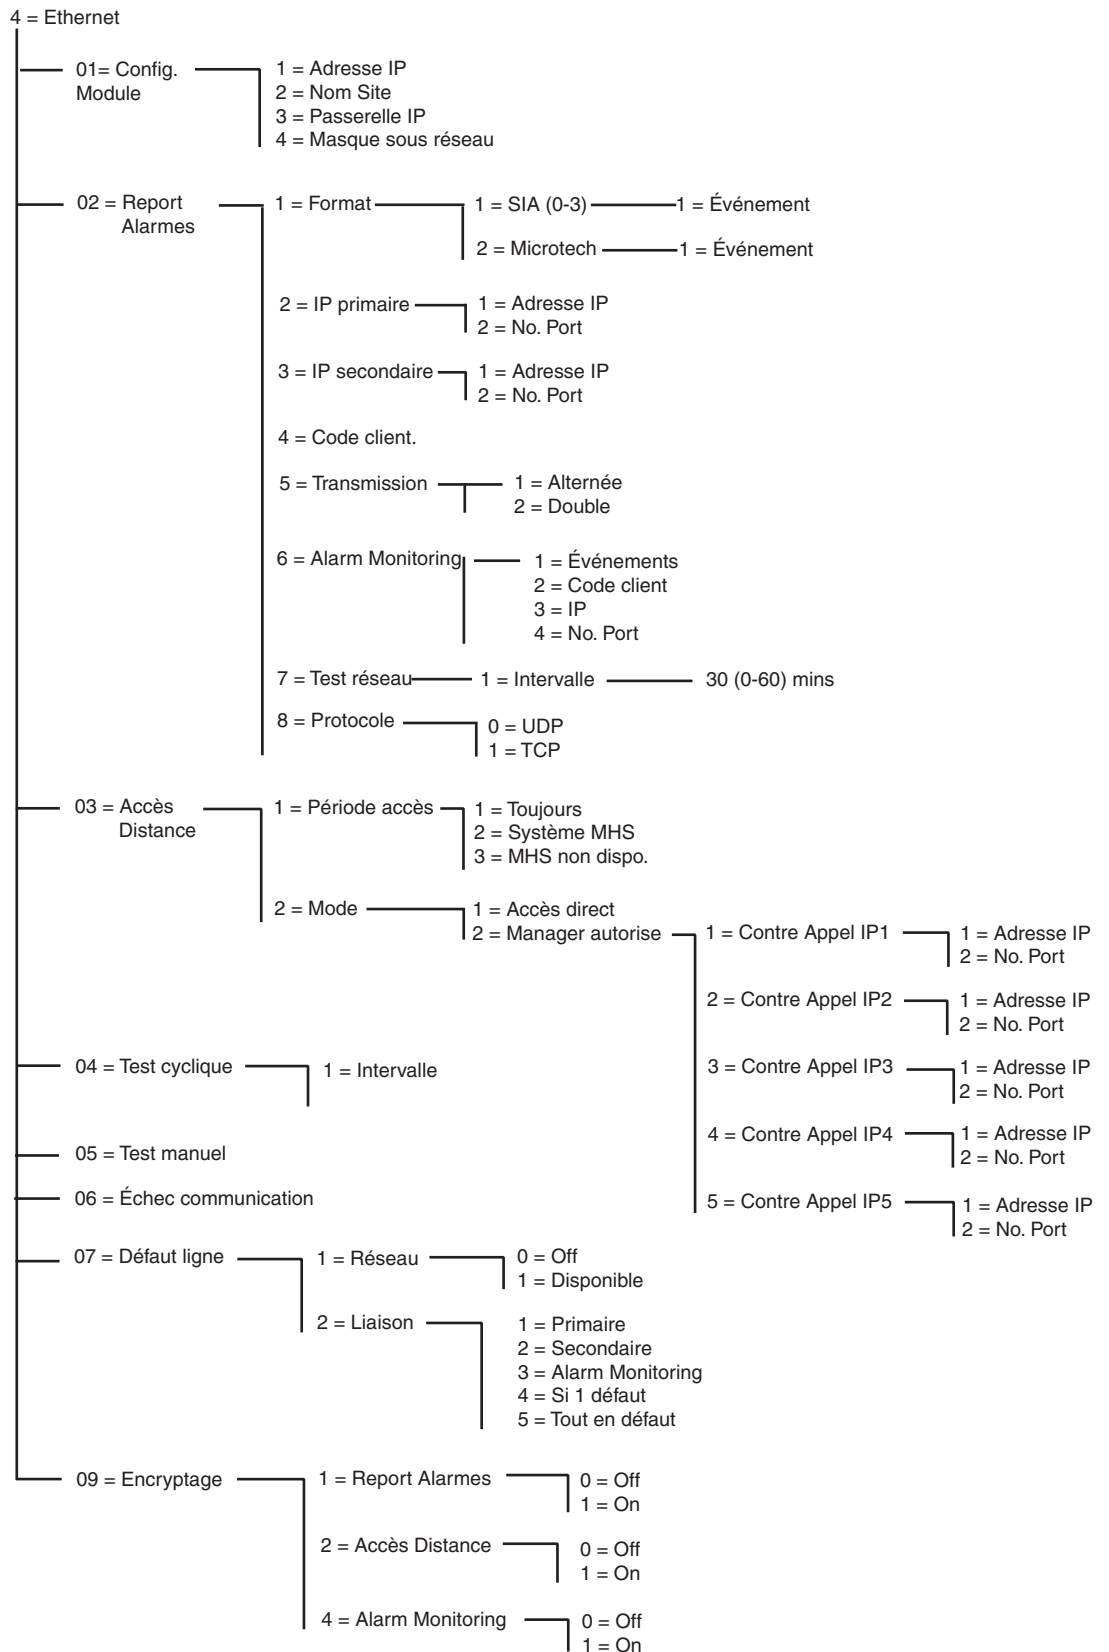 4 = Ethernet
01= Config.
Module
1 = Adresse IP
2 = Nom Site
3 = Passerelle IP
4 = Masque sous réseau
02 = Report
Alarmes
1 = Format
1 = SIA (0-3)
1 = Événement
2 = Microtech
1 = Événement
2 = IP primaire
1 = Adresse IP
2 = No. Port
3 = IP secondaire
1 = Adresse IP
2 = No. Port
4 = Code client.
5 = Transmission
1 = Alternée
2 = Double
6 = Alarm Monitoring
1 = Événements
2 = Code client
3 = IP
4 = No. Port
7 = Test réseau
1 = Intervalle
30 (0-60) mins
8 = Protocole
0 = UDP
1 = TCP
03 = Accès
Distance
1 = Période accès
1 = Toujours
2 = Système MHS
3 = MHS non dispo.
2 = Mode
1 = Accès direct
2 = Manager autorise
1 = Contre Appel IP1
1 = Adresse IP
2 = No. Port
2 = Contre Appel IP2
1 = Adresse IP
2 = No. Port
3 = Contre Appel IP3
1 = Adresse IP
2 = No. Port
4 = Contre Appel IP4
1 = Adresse IP
2 = No. Port
5 = Contre Appel IP5
1 = Adresse IP
2 = No. Port
04 = Test cyclique
1 = Intervalle
05 = Test manuel
06 = Échec communication
07 = Défaut ligne
1 = Réseau
0 = Off
1 = Disponible
2 = Liaison
1 = Primaire
2 = Secondaire
3 = Alarm Monitoring
4 = Si 1 défaut
5 = Tout en défaut
09 = Encryptage
1 = Report Alarmes
0 = Off
1 = On
2 = Accès Distance
0 = Off
1 = On
4 = Alarm Monitoring
0 = Off
1 = On